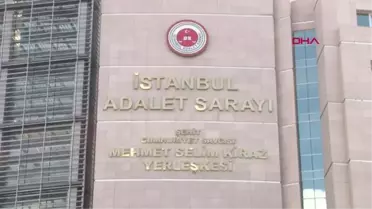 DHA
İSTANBUL
ADALET SARAYI
ŞEHİT
CUMHURİYET SAVCISI
MEHMET SELİM KİRAZ
YERLEŞKESİ